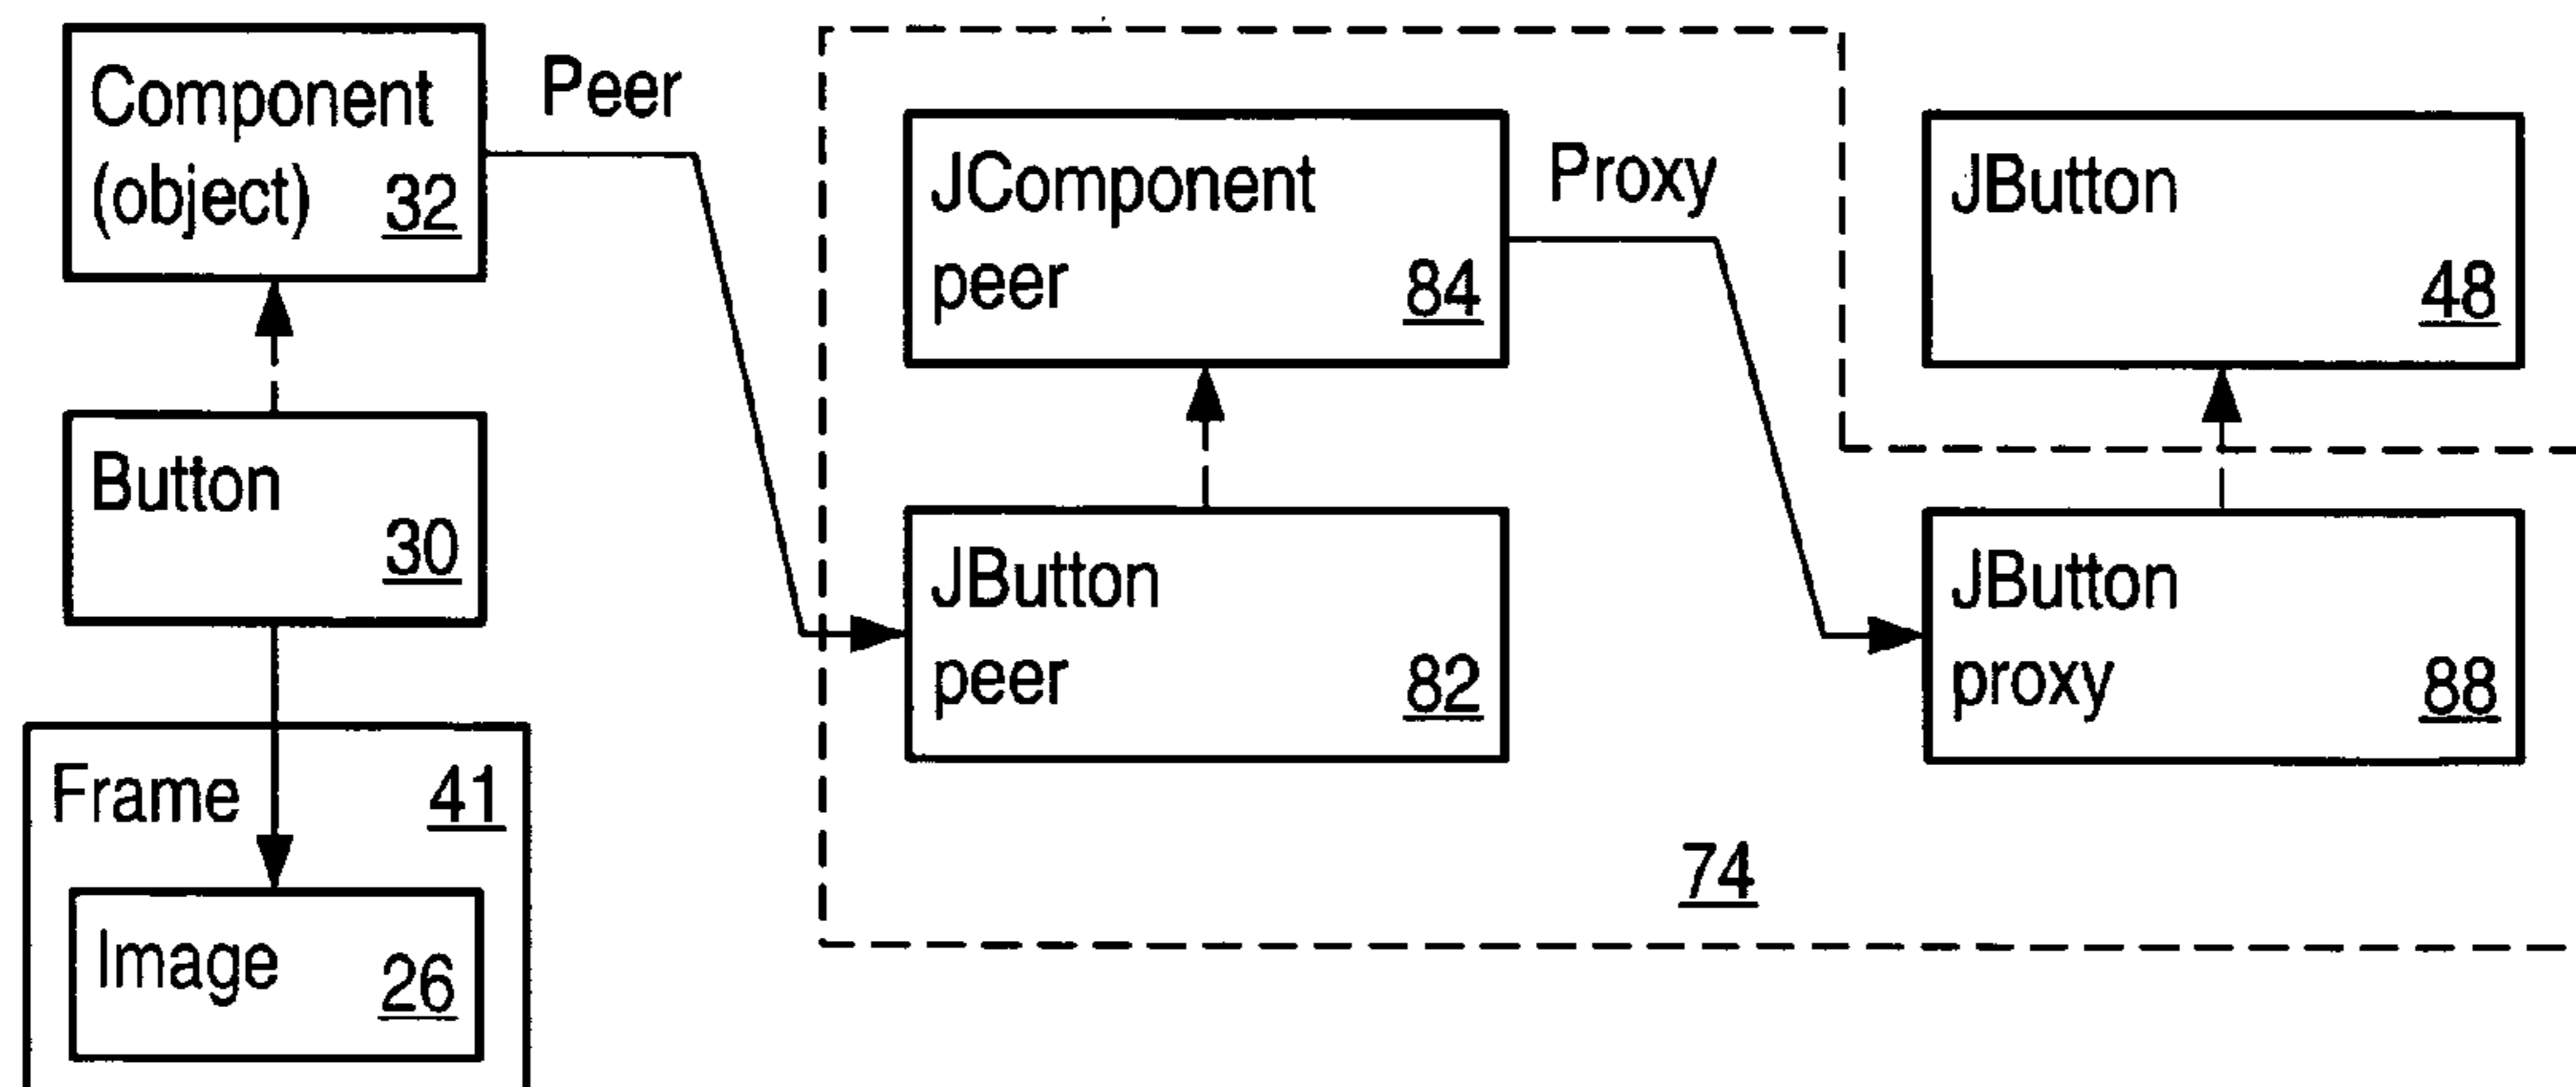 Component
(object) 32
Peer
JComponent
peer 84
Proxy
JButton
48
Button
30
JButton
peer 82
JButton
proxy 88
Frame 41
Image 26
74